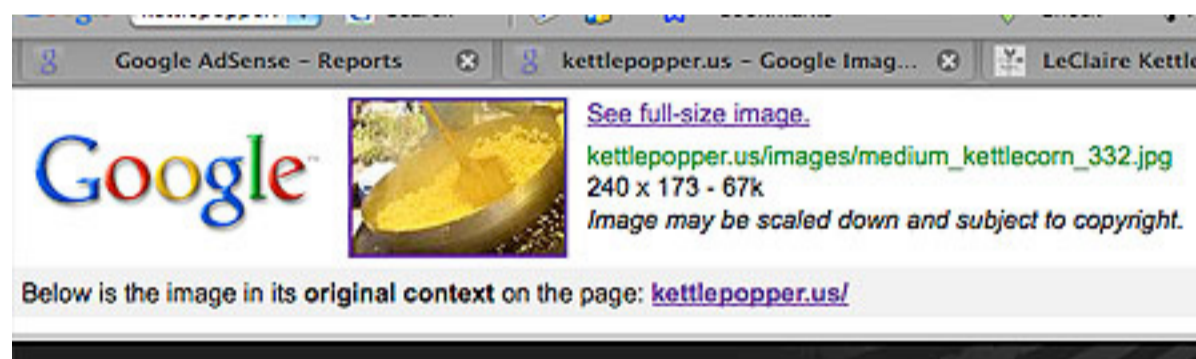 Google AdSense – Reports
kettlepopper.us – Google Imag...
LeClaire Kettle
Google
See full-size image.
kettlepopper.us/images/medium_kettlecorn_332.jpg
240 x 173 - 67k
Image may be scaled down and subject to copyright.
Below is the image in its original context on the page: kettlepopper.us/